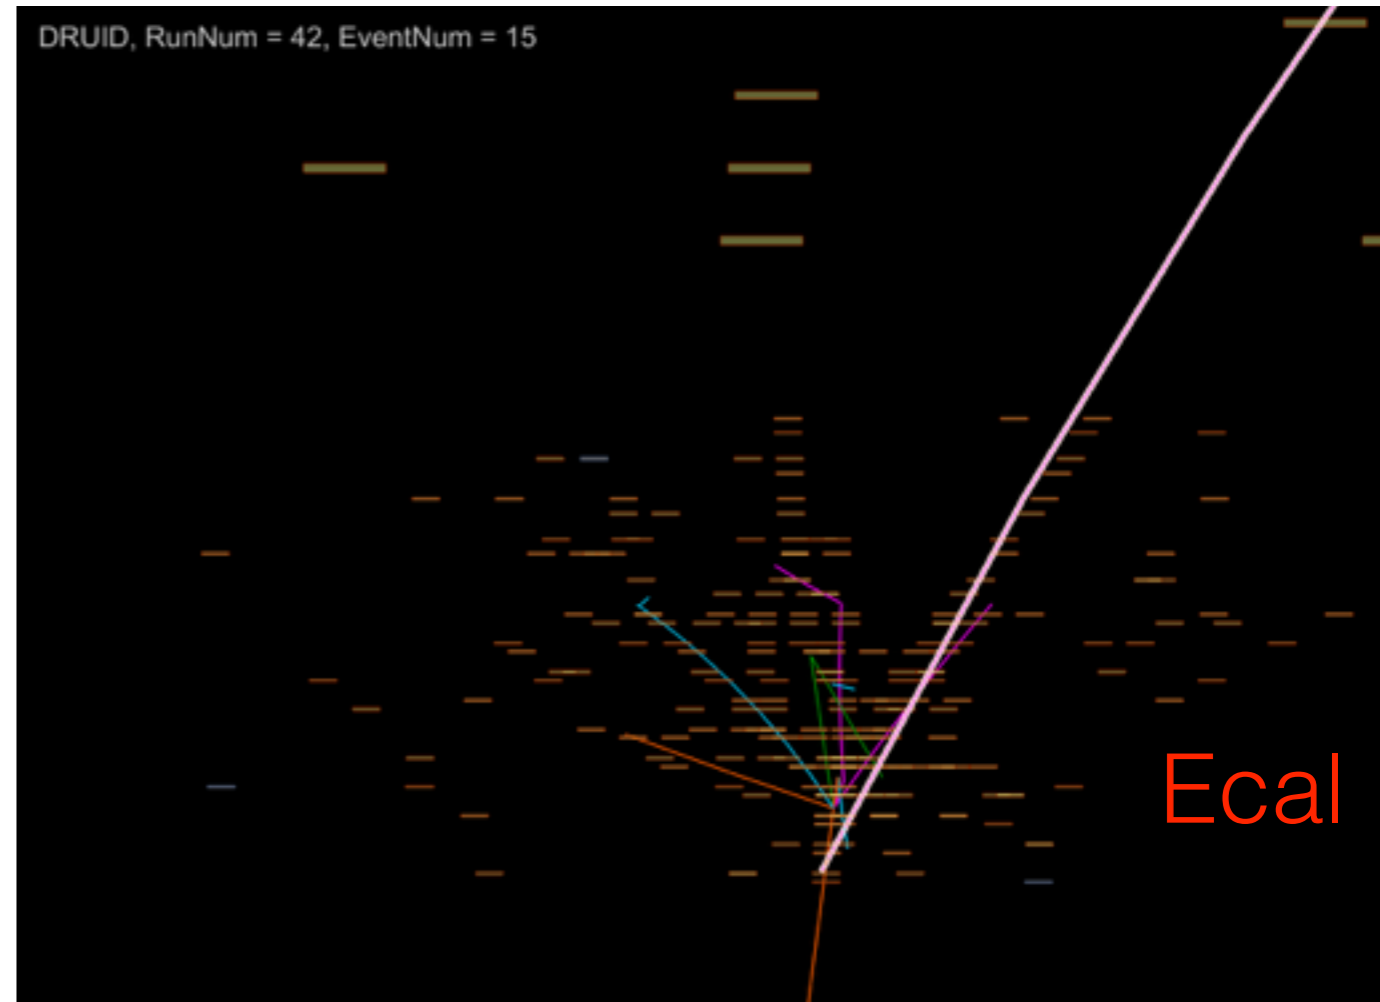 DRUID, RunNum = 42, EventNum = 15
Ecal